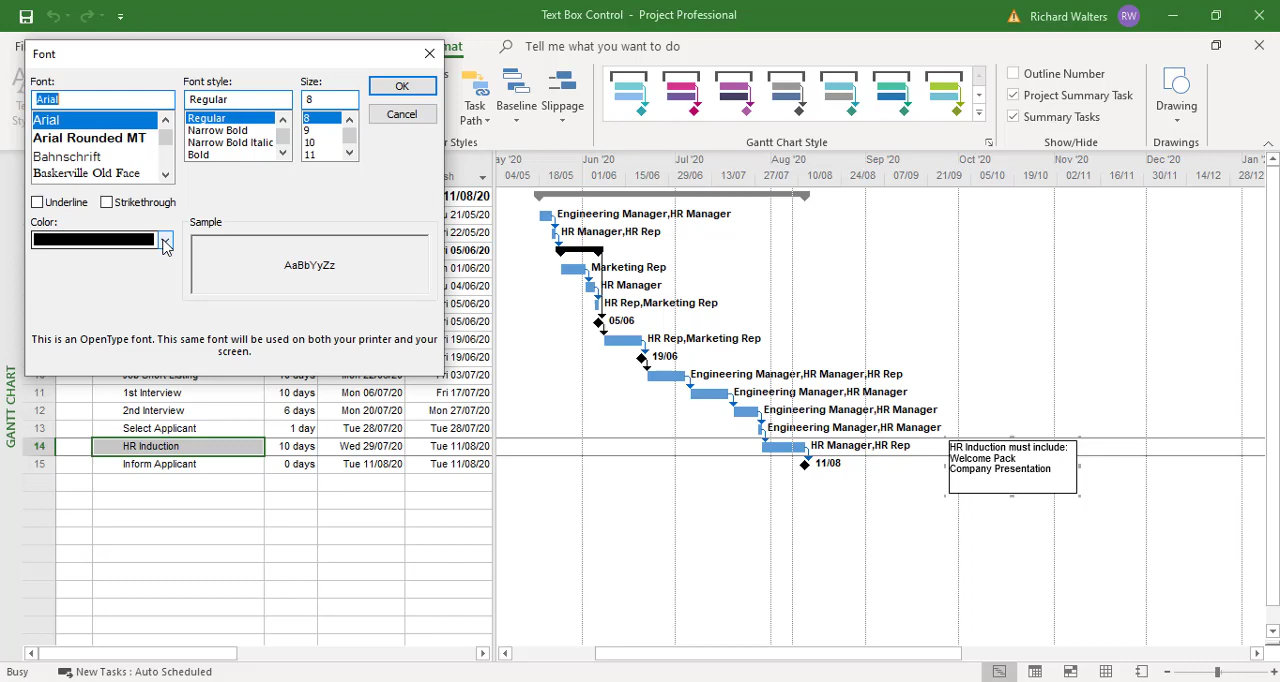 Text Box Control - Project Professional
Richard Walters
RW
Font
Tell me what you want to do
Font:
Font style:
Size:
Arial
Regular
8
OK
Cancel
Arial
Arial Rounded MT
Bahnschrift
Baskerville Old Face
Regular
Narrow Bold
Narrow Bold Italic
Bold
8
9
10
11
Underline
Strikethrough
Color:
Sample
AaBbYyZz
This is an OpenType font. This same font will be used on both your printer and your
screen.
Task
Path
Baseline
Slippage
Gantt Chart Style
Outline Number
Project Summary Task
Summary Tasks
Show/Hide
Drawing
Drawings
Jun '20
Jul '20
Aug '20
Sep '20
Oct '20
Nov '20
Dec '20
04/05
18/05
01/06
15/06
29/06
13/07
27/07
10/08
24/08
07/09
21/09
05/10
19/10
02/11
16/11
30/11
14/12
28/12
11/08/20
Engineering Manager,HR Manager
HR Manager,HR Rep
Marketing Rep
HR Manager
HR Rep,Marketing Rep
05/06
HR Rep,Marketing Rep
19/06
Engineering Manager,HR Manager,HR Rep
Engineering Manager,HR Manager
Engineering Manager,HR Manager
Engineering Manager,HR Manager
HR Manager,HR Rep
11/08
HR Induction must include:
Welcome Pack
Company Presentation
GANTT CHART
11 1st Interview 10 days Mon 06/07/20 Fri 17/07/20
12 2nd Interview 6 days Mon 20/07/20 Mon 27/07/20
13 Select Applicant 1 day Tue 28/07/20 Tue 28/07/20
14 HR Induction 10 days Wed 29/07/20 Tue 11/08/20
15 Inform Applicant 0 days Tue 11/08/20 Tue 11/08/20
Busy
New Tasks : Auto Scheduled